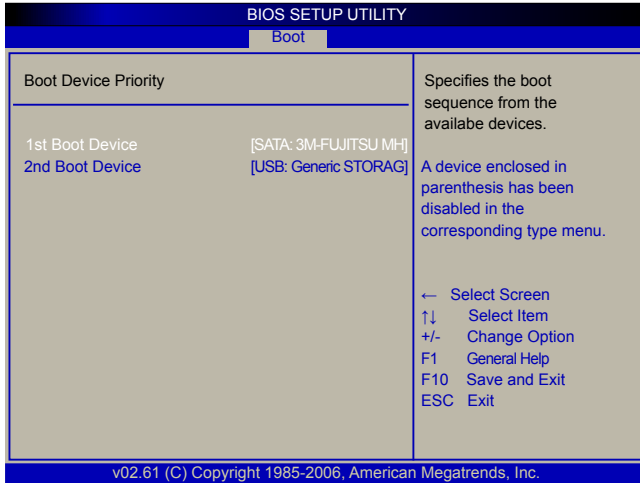 BIOS SETUP UTILITY
Boot
Boot Device Priority
1st Boot Device [SATA: 3M-FUJITSU MH]
2nd Boot Device [USB: Generic STORAG]
Specifies the boot
sequence from the
availabe devices.
A device enclosed in
parenthesis has been
disabled in the
corresponding type menu.
← Select Screen
↑↓ Select Item
+/- Change Option
F1 General Help
F10 Save and Exit
ESC Exit
v02.61 (C) Copyright 1985-2006, American Megatrends, Inc.